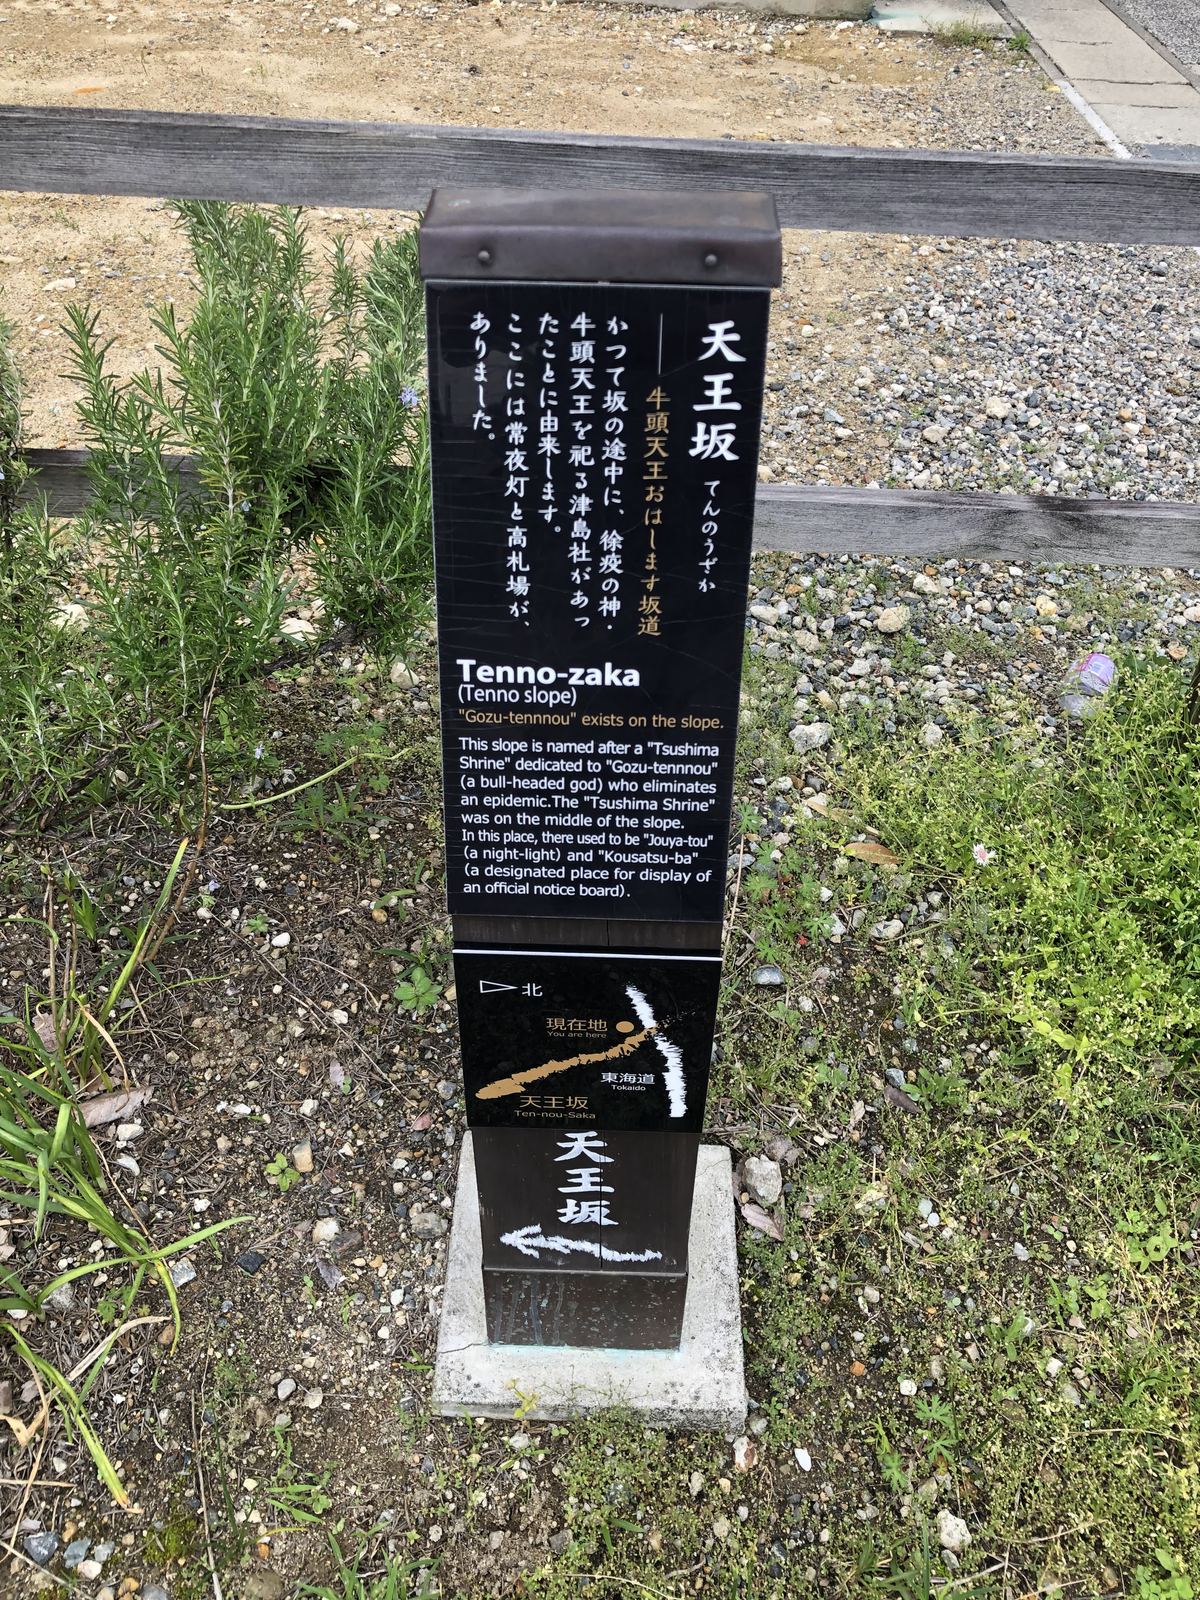 天王坂 てんのうざか
― 牛頭天王おはします坂道
かつて坂の途中に、徐疫の神・
牛頭天王を祀る津島社があっ
たことに由来します。
ここには常夜灯と高札場が、
ありました。
Tenno-zaka
(Tenno slope)
"Gozu-tennnou" exists on the slope.
This slope is named after a "Tsushima
Shrine" dedicated to "Gozu-tennnou"
(a bull-headed god) who eliminates
an epidemic.The "Tsushima Shrine"
was on the middle of the slope.
In this place, there used to be "Jouya-tou"
(a night-light) and "Kousatsu-ba"
(a designated place for display of
an official notice board).
北
現在地
You are here
東海道
Tokaido
天王坂
Ten-nou-Saka
天王坂